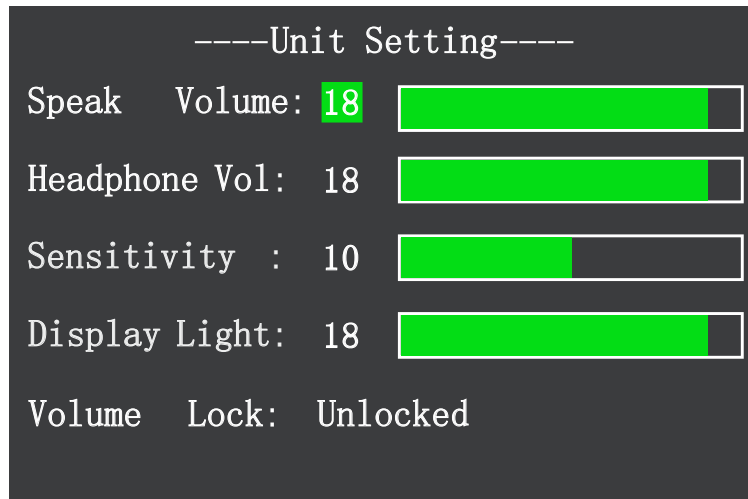 ----Unit Setting----
Speak Volume: 18
Headphone Vol: 18
Sensitivity : 10
Display Light: 18
Volume Lock: Unlocked